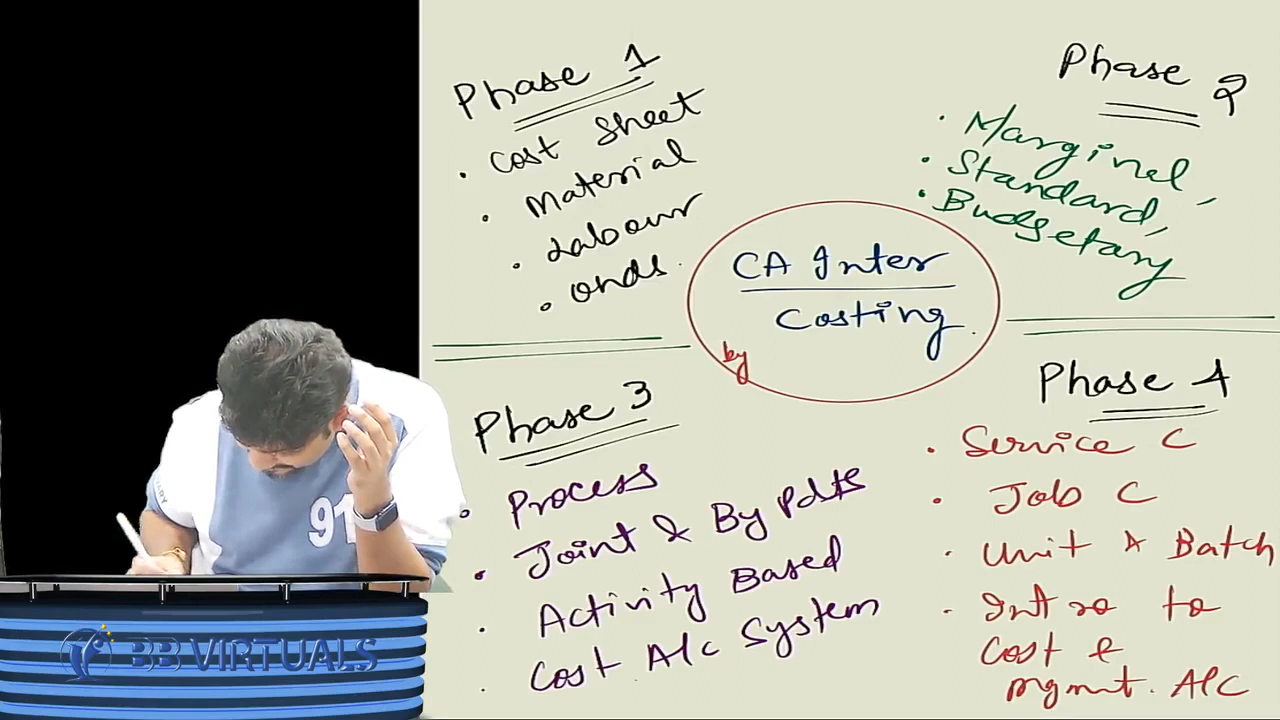 Phase 1
• Cost Sheet
• Material
• Labour
• OHDS.
Phase 2
• Marginal,
• Standard,
• Budgetary
CA Inter
Costing.
by
Phase 3
• Process
• Joint & By Pdts
• Activity Based
• Cost A/c System
Phase 4
• Service C
• Job C
• Unit & Batch
• Intro to
Cost &
mgmt. A/C
91
BB VIRTUALS